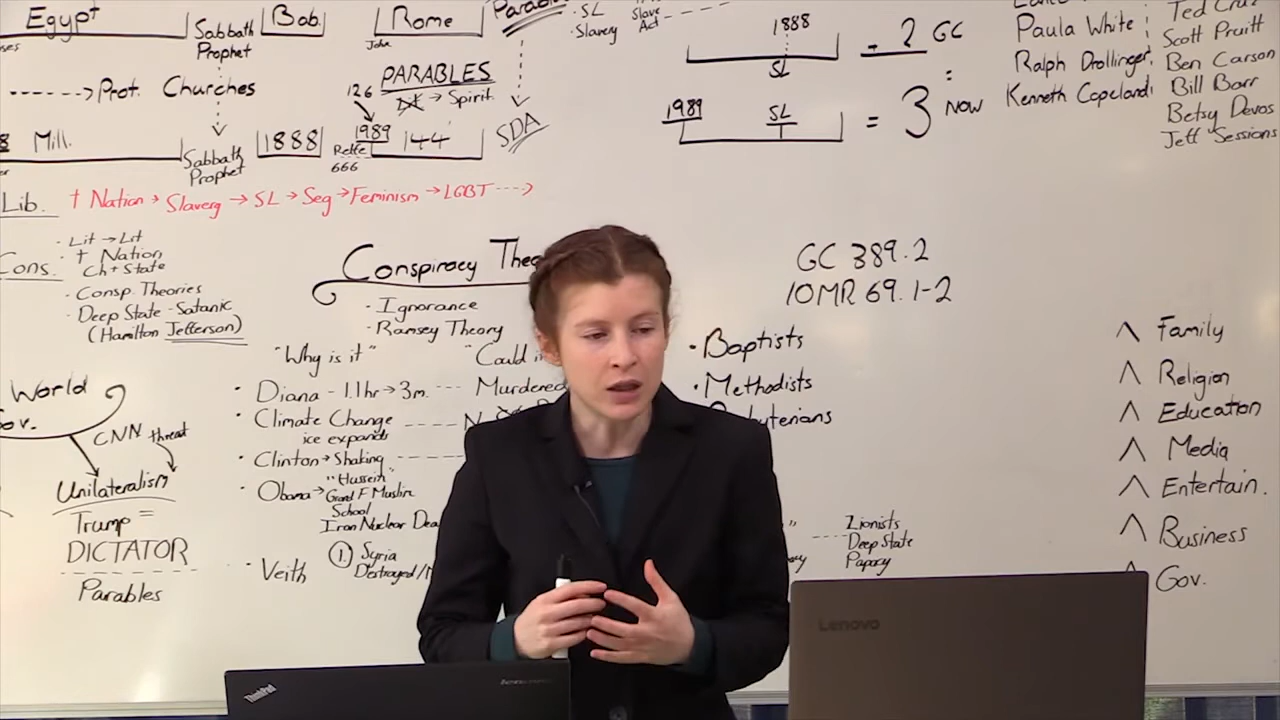 Egypt
Sabbath
Prophet
Bab.
Rome
John
SL
Slavery
Slave
Act
1888
SL
2 GC
Paula White
Ralph Drollinger
Kenneth Copeland
Ted Cruz
Scott Pruitt
Ben Carson
Bill Barr
Betsy Devos
Jeff Sessions
Prot. Churches
126
PARABLES
→ Spirit.
Mill.
Sabbath
Prophet
1888
1989
144
666
SDA
1989
SL
= 3 NOW
Lib.
† Nation → Slavery → SL → Seg → Feminism → LGBT
Cons.
· Lit → Lit
† Nation
Ch + State
· Consp. Theories
· Deep State - Satanic
(Hamilton Jefferson)
Conspiracy Theo
· Ignorance
· Ramsey Theory
"Why is it"
"Could i
· Diana - 1.1hr → 3m. ---- Murdered
· Climate Change
ice expands
· Clinton → Shaking
· Obama → "Hussein"
Grand F Muslim
School
Iran Nuclear Dea
· Veith
① Syria
Destroyed
GC 389.2
10MR 69.1-2
· Baptists
· Methodists
byterians
World
Gov.
CNN threat
Unilateralism
Trump =
DICTATOR
Parables
Zionists
Deep State
Papacy
Λ Family
Λ Religion
Λ Education
Λ Media
Λ Entertain.
Λ Business
Λ Gov.
ThinkPad
Lenovo